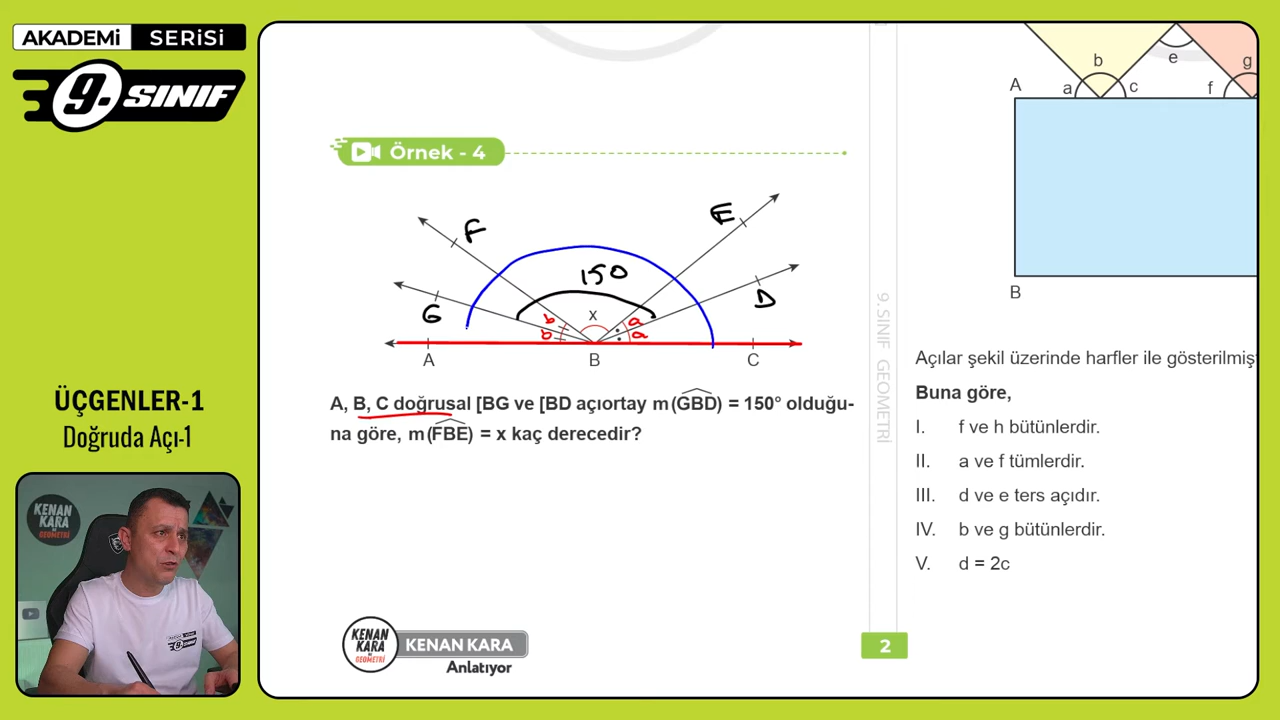 AKADEMİ SERİSİ
9. SINIF
ÜÇGENLER-1
Doğruda Açı-1
KENAN
KARA
GEOMETRİ
Örnek - 4
F
E
150
G
D
x
b
b
a
a
A
B
C
A, B, C doğrusal [BG ve [BD açıortay m(GBD) = 150° olduğu-
na göre, m(FBE) = x kaç derecedir?
KENAN
KARA
GEOMETRİ
KENAN KARA
Anlatıyor
9. SINIF GEOMETRİ
2
b
e
g
A
a
c
f
B
Açılar şekil üzerinde harfler ile gösterilmiş
Buna göre,
I. f ve h bütünlerdir.
II. a ve f tümlerdir.
III. d ve e ters açıdır.
IV. b ve g bütünlerdir.
V. d = 2c